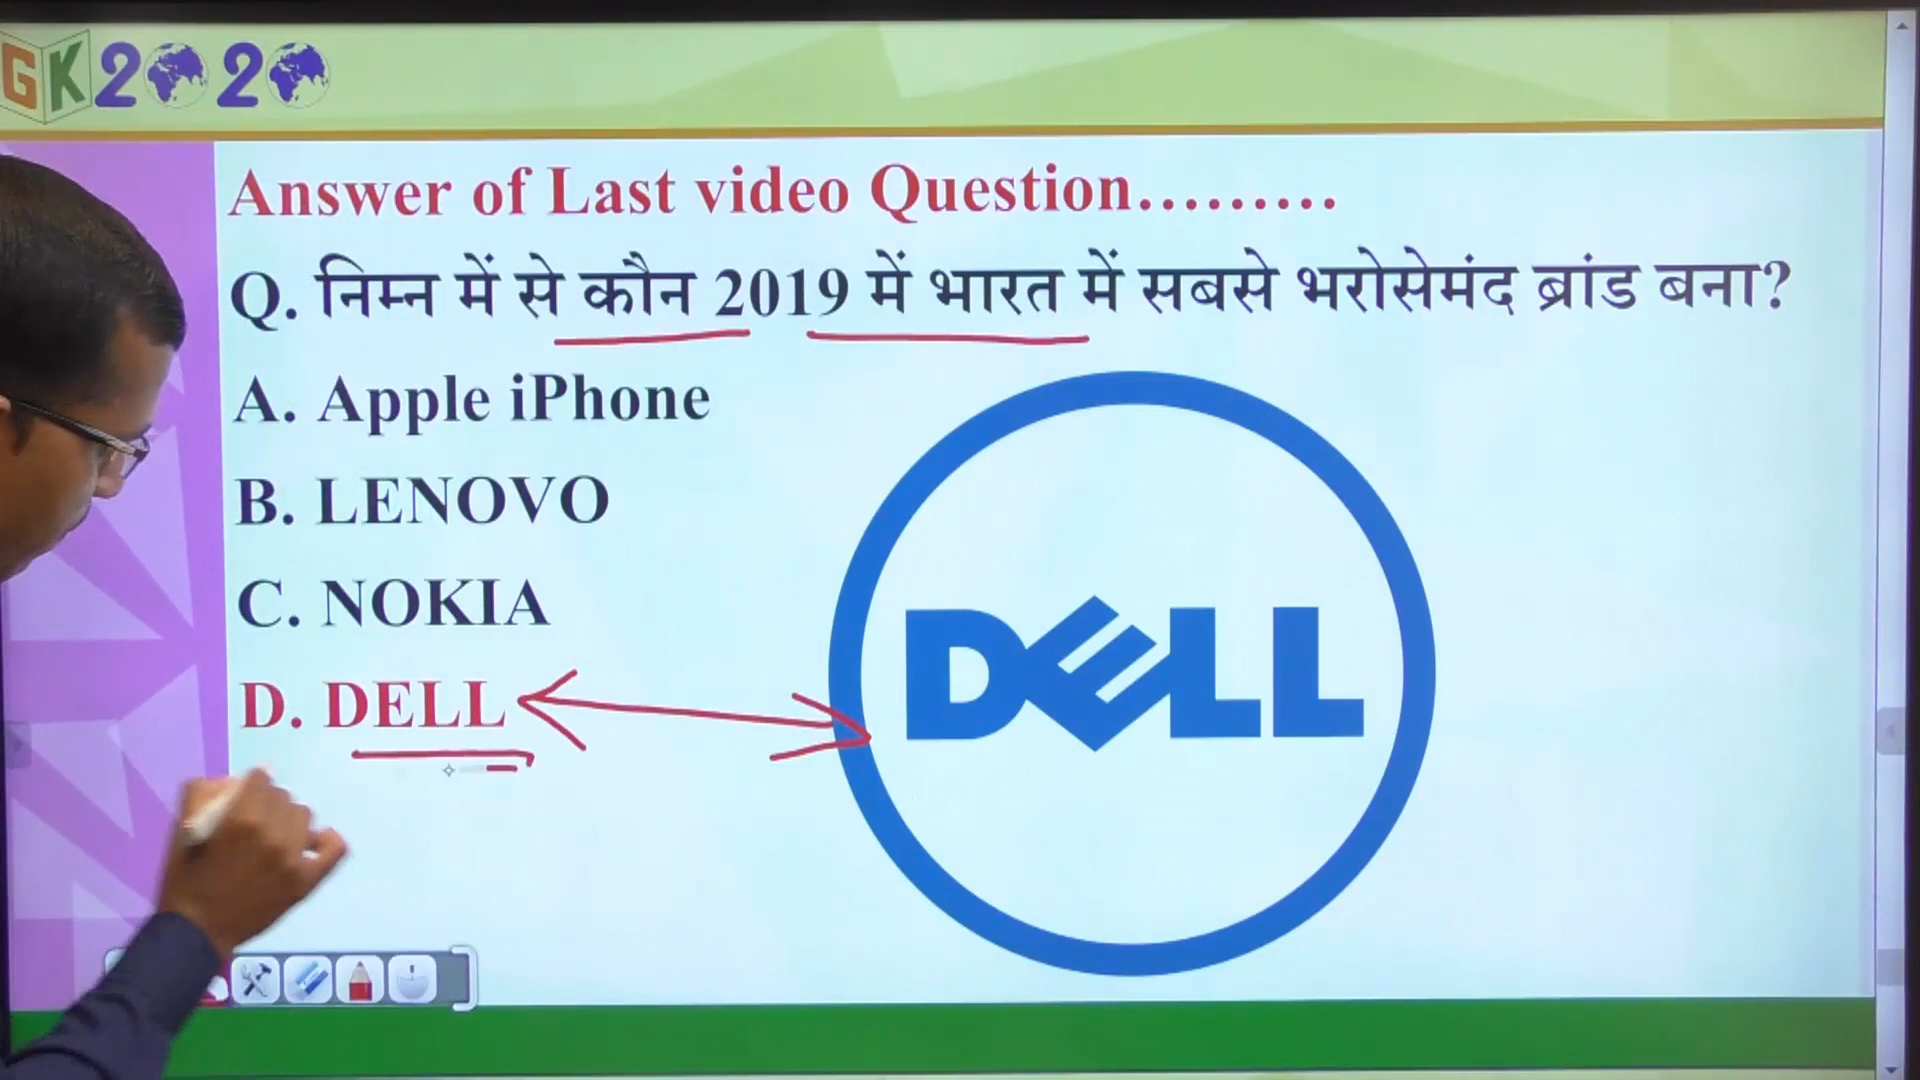 GK2020
Answer of Last video Question.........
Q. निम्न में से कौन 2019 में भारत में सबसे भरोसेमंद ब्रांड बना?
A. Apple iPhone
B. LENOVO
C. NOKIA
D. DELL
DELL